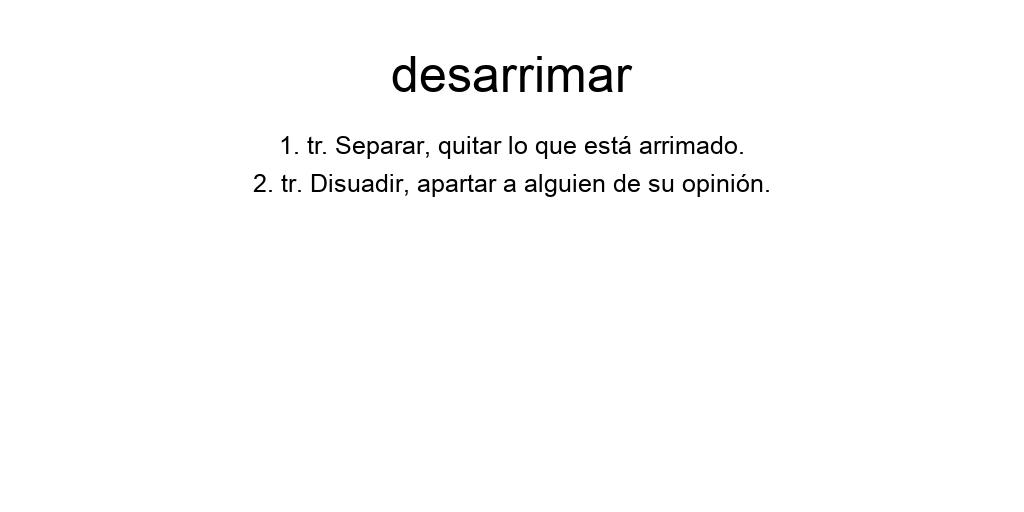 desarrimar
1. tr. Separar, quitar lo que está arrimado.
2. tr. Disuadir, apartar a alguien de su opinión.